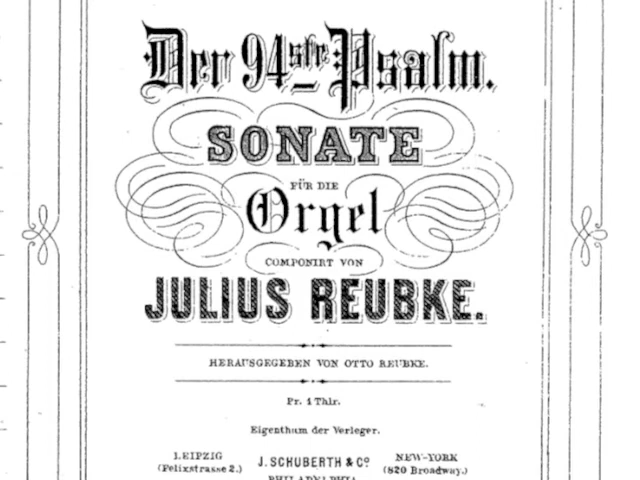 Der 94ste Psalm.
SONATE
FÜR DIE
Orgel
COMPONIRT VON
JULIUS REUBKE.
HERAUSGEGEBEN VON OTTO REUBKE.
Pr. 1 Thlr.
Eigenthum der Verleger.
LEIPZIG J. SCHUBERTH & Co. NEW-YORK
(Felixstrasse 2.) PHILADELPHIA (820 Broadway.)